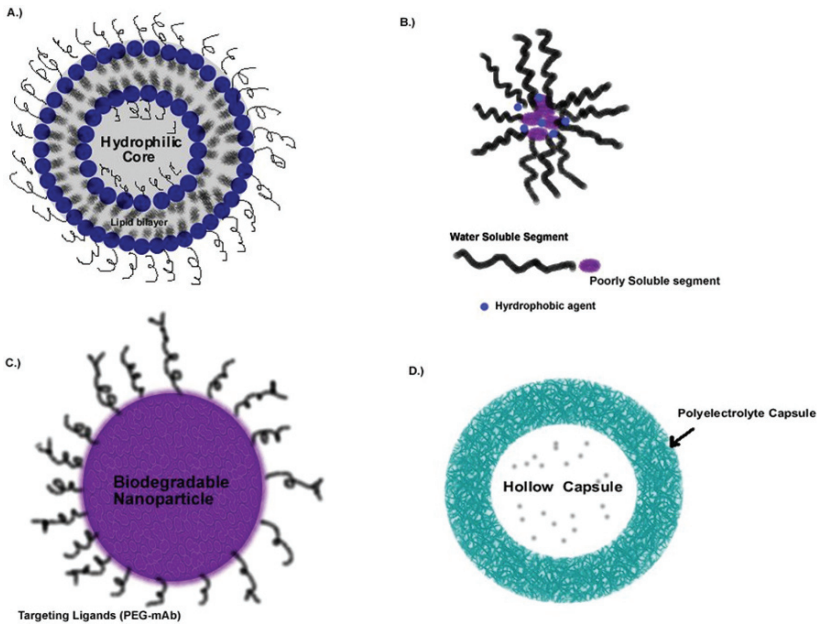 A.)
Hydrophilic
Core
Lipid bilayer
B.)
Water Soluble Segment
Poorly Soluble segment
Hyrdrophobic agent
C.)
Biodegradable
Nanoparticle
Targeting Ligands (PEG-mAb)
D.)
Polyelectrolyte Capsule
Hollow Capsule